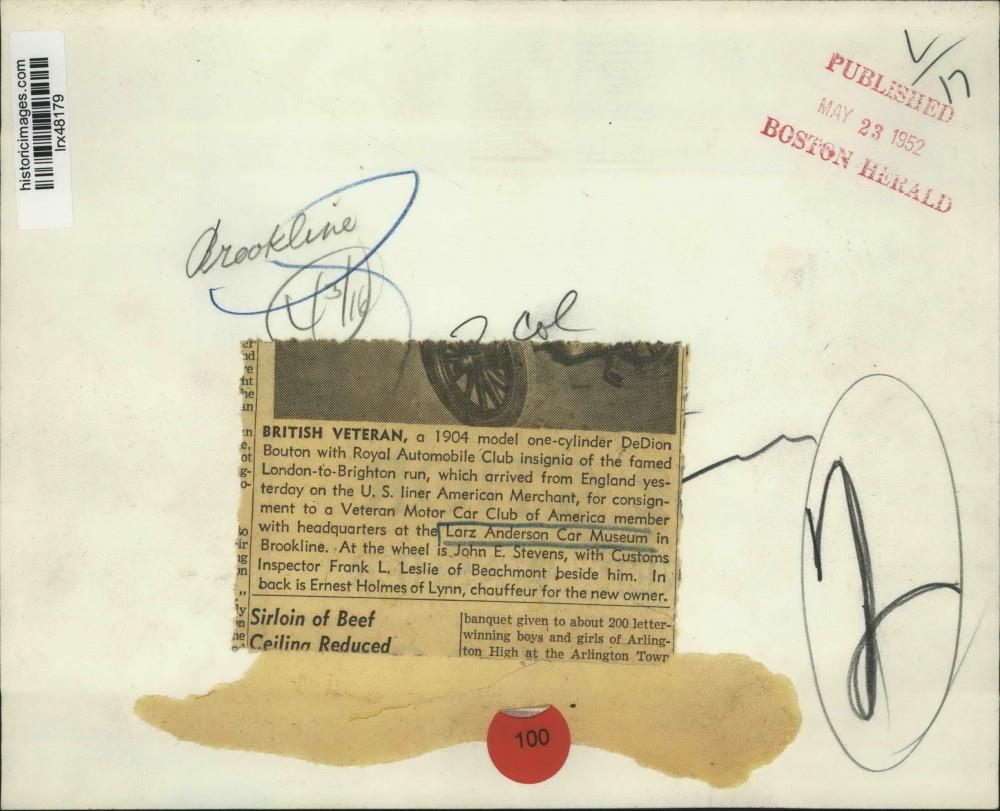 historicimages.com
lrx48179
V/17
PUBLISHED
MAY 23 1952
BOSTON HERALD
Brookline
4 3/16
2 Col
BRITISH VETERAN, a 1904 model one-cylinder DeDion
Bouton with Royal Automobile Club insignia of the famed
London-to-Brighton run, which arrived from England yes-
terday on the U. S. liner American Merchant, for consign-
ment to a Veteran Motor Car Club of America member
with headquarters at the Larz Anderson Car Museum in
Brookline. At the wheel is John E. Stevens, with Customs
Inspector Frank L. Leslie of Beachmont beside him. In
back is Ernest Holmes of Lynn, chauffeur for the new owner.
Sirloin of Beef
Ceiling Reduced
banquet given to about 200 letter-
winning boys and girls of Arling-
ton High at the Arlington Town
100